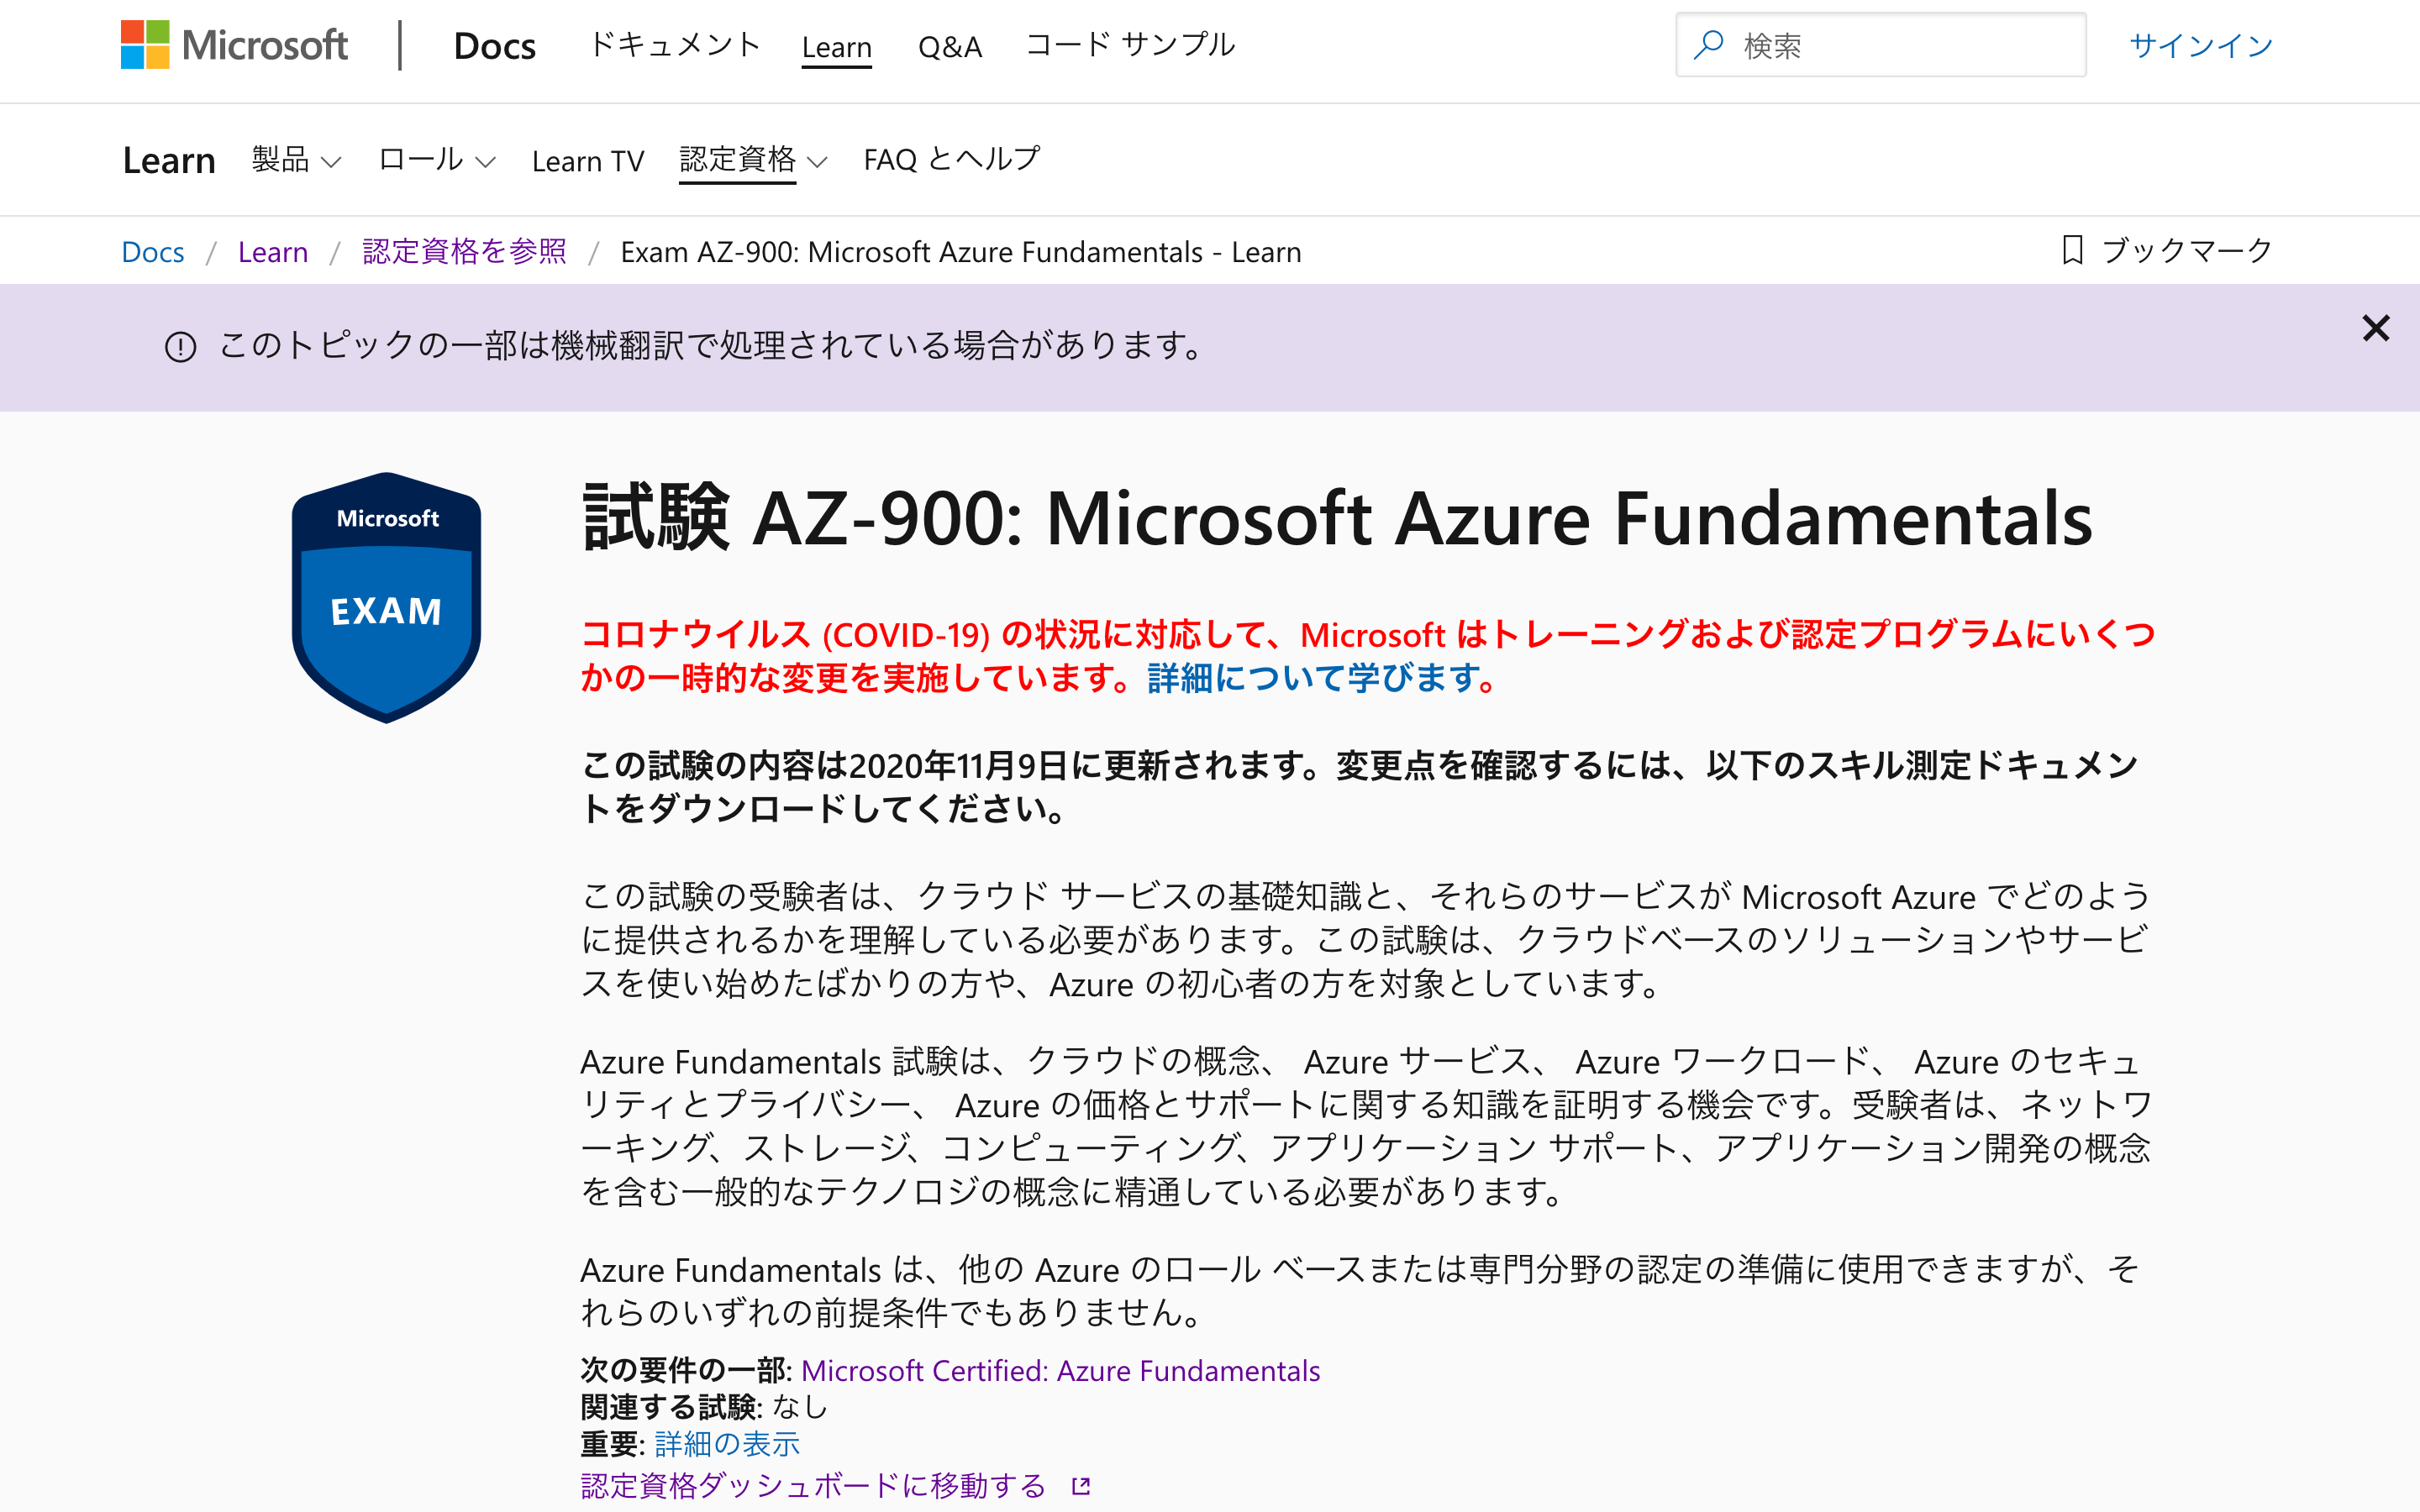 Microsoft Docs ドキュメント Learn Q&A コード サンプル 検索 サインイン
Learn 製品 ロール Learn TV 認定資格 FAQ とヘルプ
Docs / Learn / 認定資格を参照 / Exam AZ-900: Microsoft Azure Fundamentals - Learn ブックマーク
このトピックの一部は機械翻訳で処理されている場合があります。
Microsoft
EXAM
試験 AZ-900: Microsoft Azure Fundamentals
コロナウイルス (COVID-19) の状況に対応して、Microsoft はトレーニングおよび認定プログラムにいくつ
かの一時的な変更を実施しています。詳細について学びます。
この試験の内容は2020年11月9日に更新されます。変更点を確認するには、以下のスキル測定ドキュメン
トをダウンロードしてください。
この試験の受験者は、クラウド サービスの基礎知識と、それらのサービスが Microsoft Azure でどのよう
に提供されるかを理解している必要があります。この試験は、クラウドベースのソリューションやサービ
スを使い始めたばかりの方や、Azure の初心者の方を対象としています。
Azure Fundamentals 試験は、クラウドの概念、 Azure サービス、 Azure ワークロード、 Azure のセキュ
リティとプライバシー、 Azure の価格とサポートに関する知識を証明する機会です。受験者は、ネットワ
ーキング、ストレージ、コンピューティング、アプリケーション サポート、アプリケーション開発の概念
を含む一般的なテクノロジの概念に精通している必要があります。
Azure Fundamentals は、他の Azure のロール ベースまたは専門分野の認定の準備に使用できますが、そ
れらのいずれの前提条件でもありません。
次の要件の一部: Microsoft Certified: Azure Fundamentals
関連する試験: なし
重要: 詳細の表示
認定資格ダッシュボードに移動する